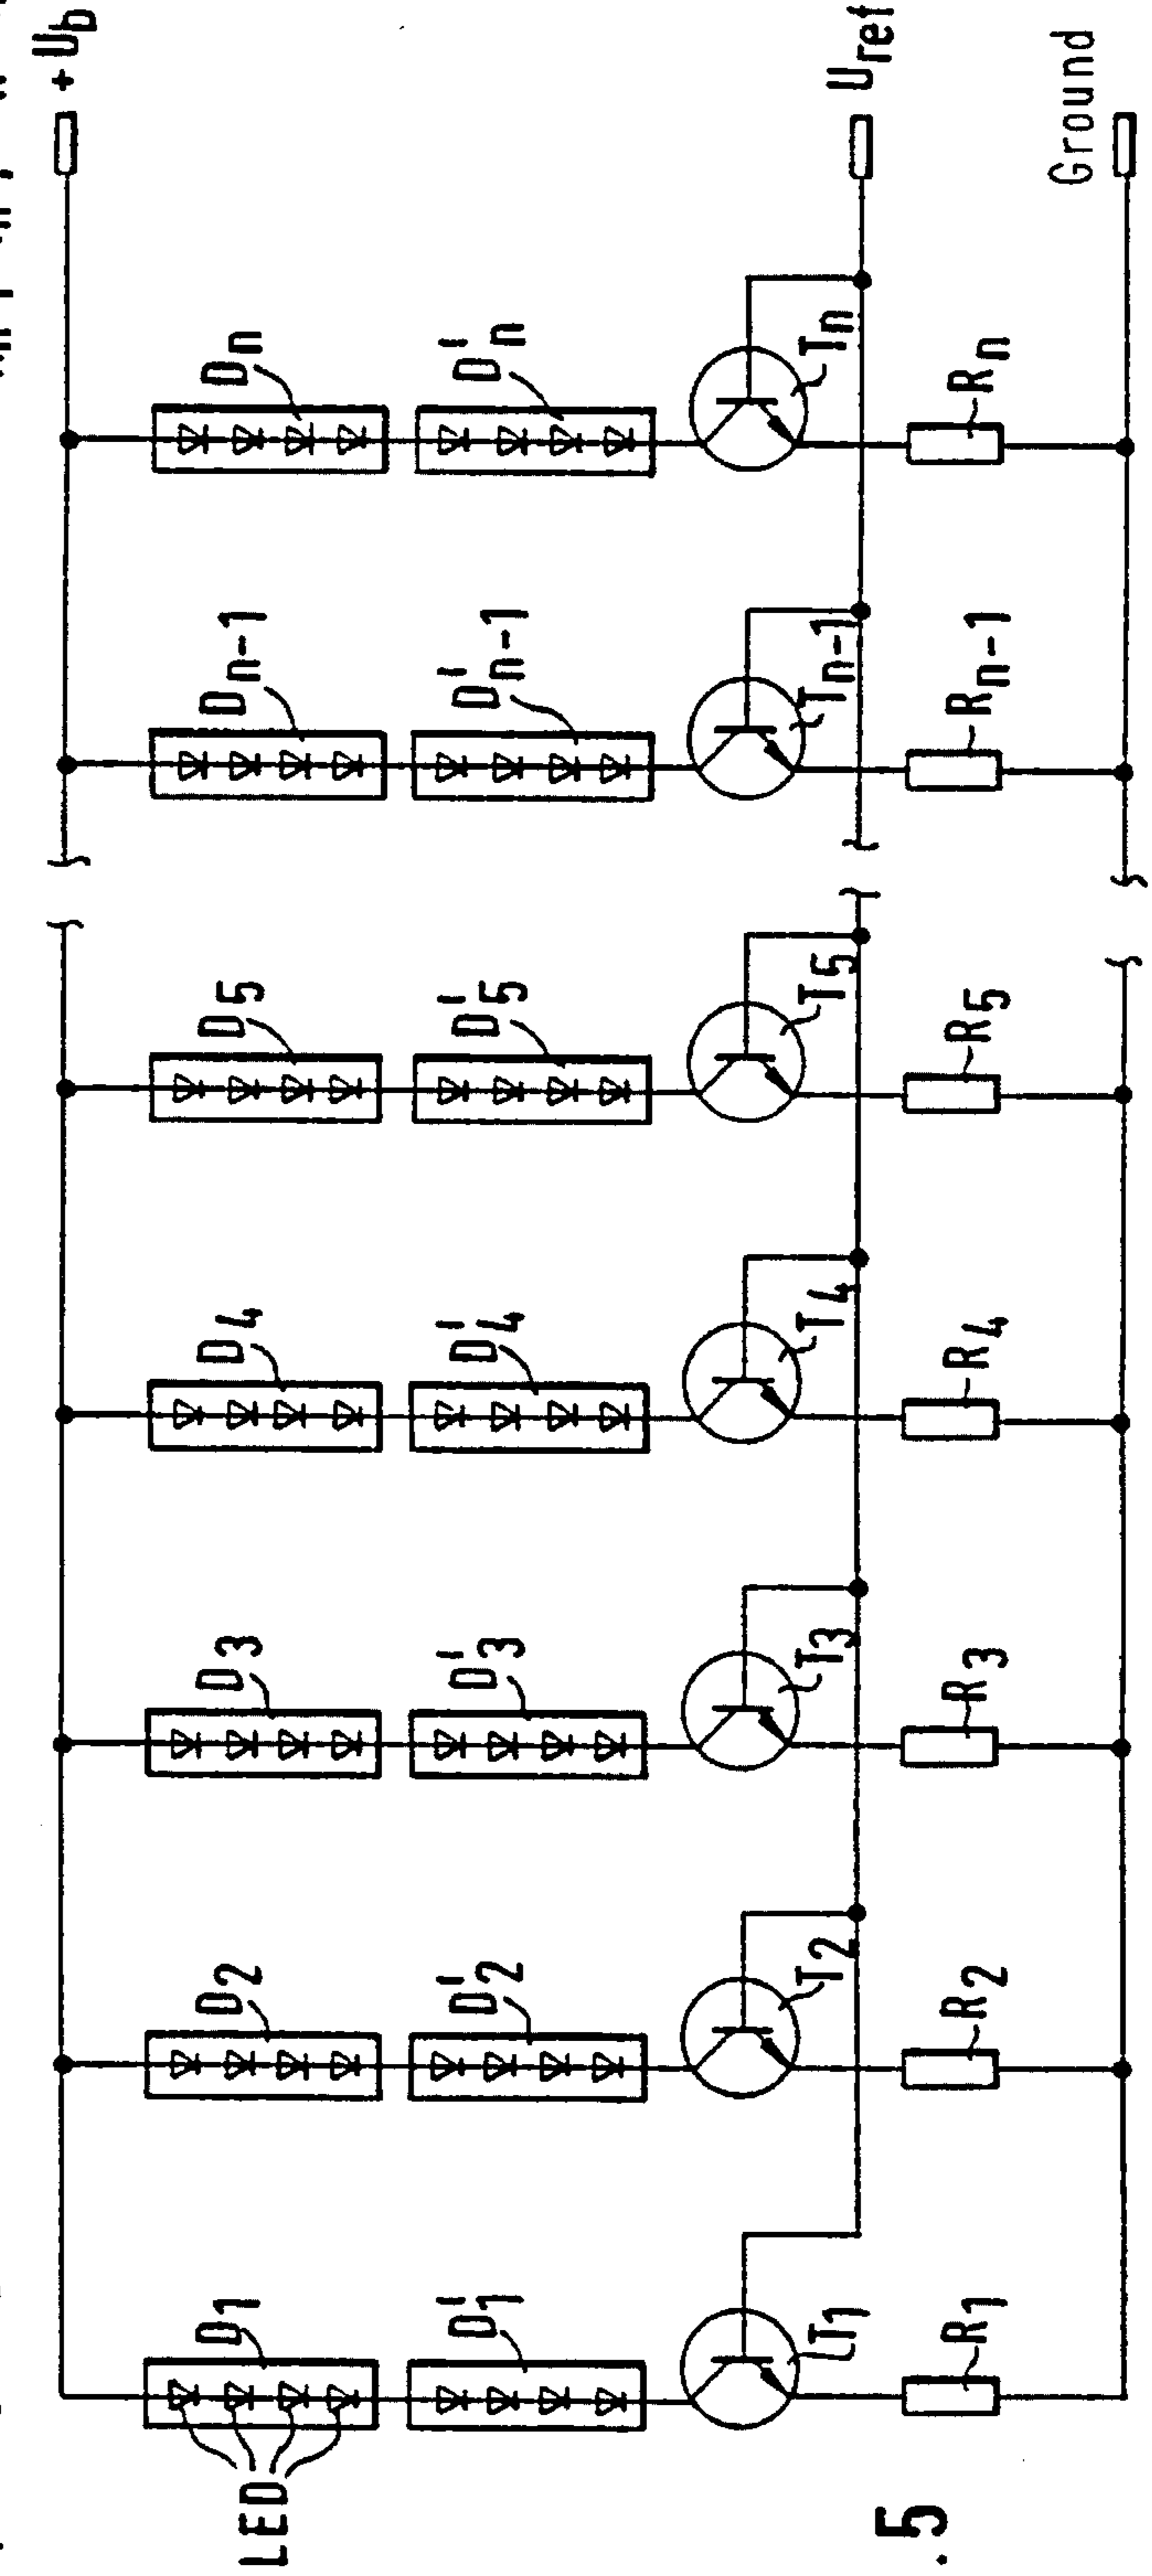 + Ub
Uref
Ground
LED
D1
D2
D3
D4
D5
Dn-1
Dn
D'1
D'2
D'3
D'4
D'5
D'n-1
D'n
T1
T2
T3
T4
T5
Tn-1
Tn
R1
R2
R3
R4
R5
Rn-1
Rn
.5